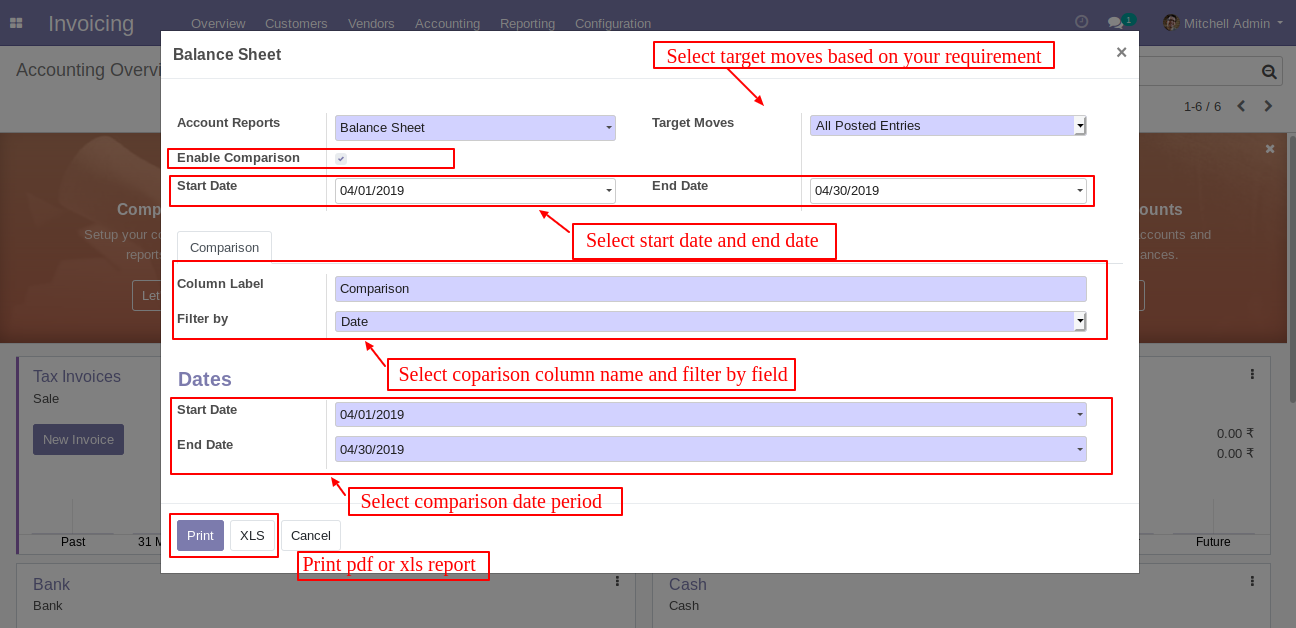 Invoicing Overview Customers Vendors Accounting Reporting Configuration 1 Mitchell Admin
Balance Sheet ×
Select target moves based on your requirement
Accounting Overvi
1-6 / 6
Account Reports Balance Sheet Target Moves All Posted Entries
Enable Comparison
Start Date 04/01/2019 End Date 04/30/2019
Comp
ounts
Setup your co
ccounts and
report
ances.
Let
Select start date and end date
Comparison
Column Label Comparison
Filter by Date
Select coparison column name and filter by field
Tax Invoices
Sale
New Invoice
Dates
Start Date 04/01/2019
End Date 04/30/2019
0.00 ₹
0.00 ₹
Select comparison date period
Print XLS Cancel
Past 31 M Future
Print pdf or xls report
Bank Cash
Bank Cash